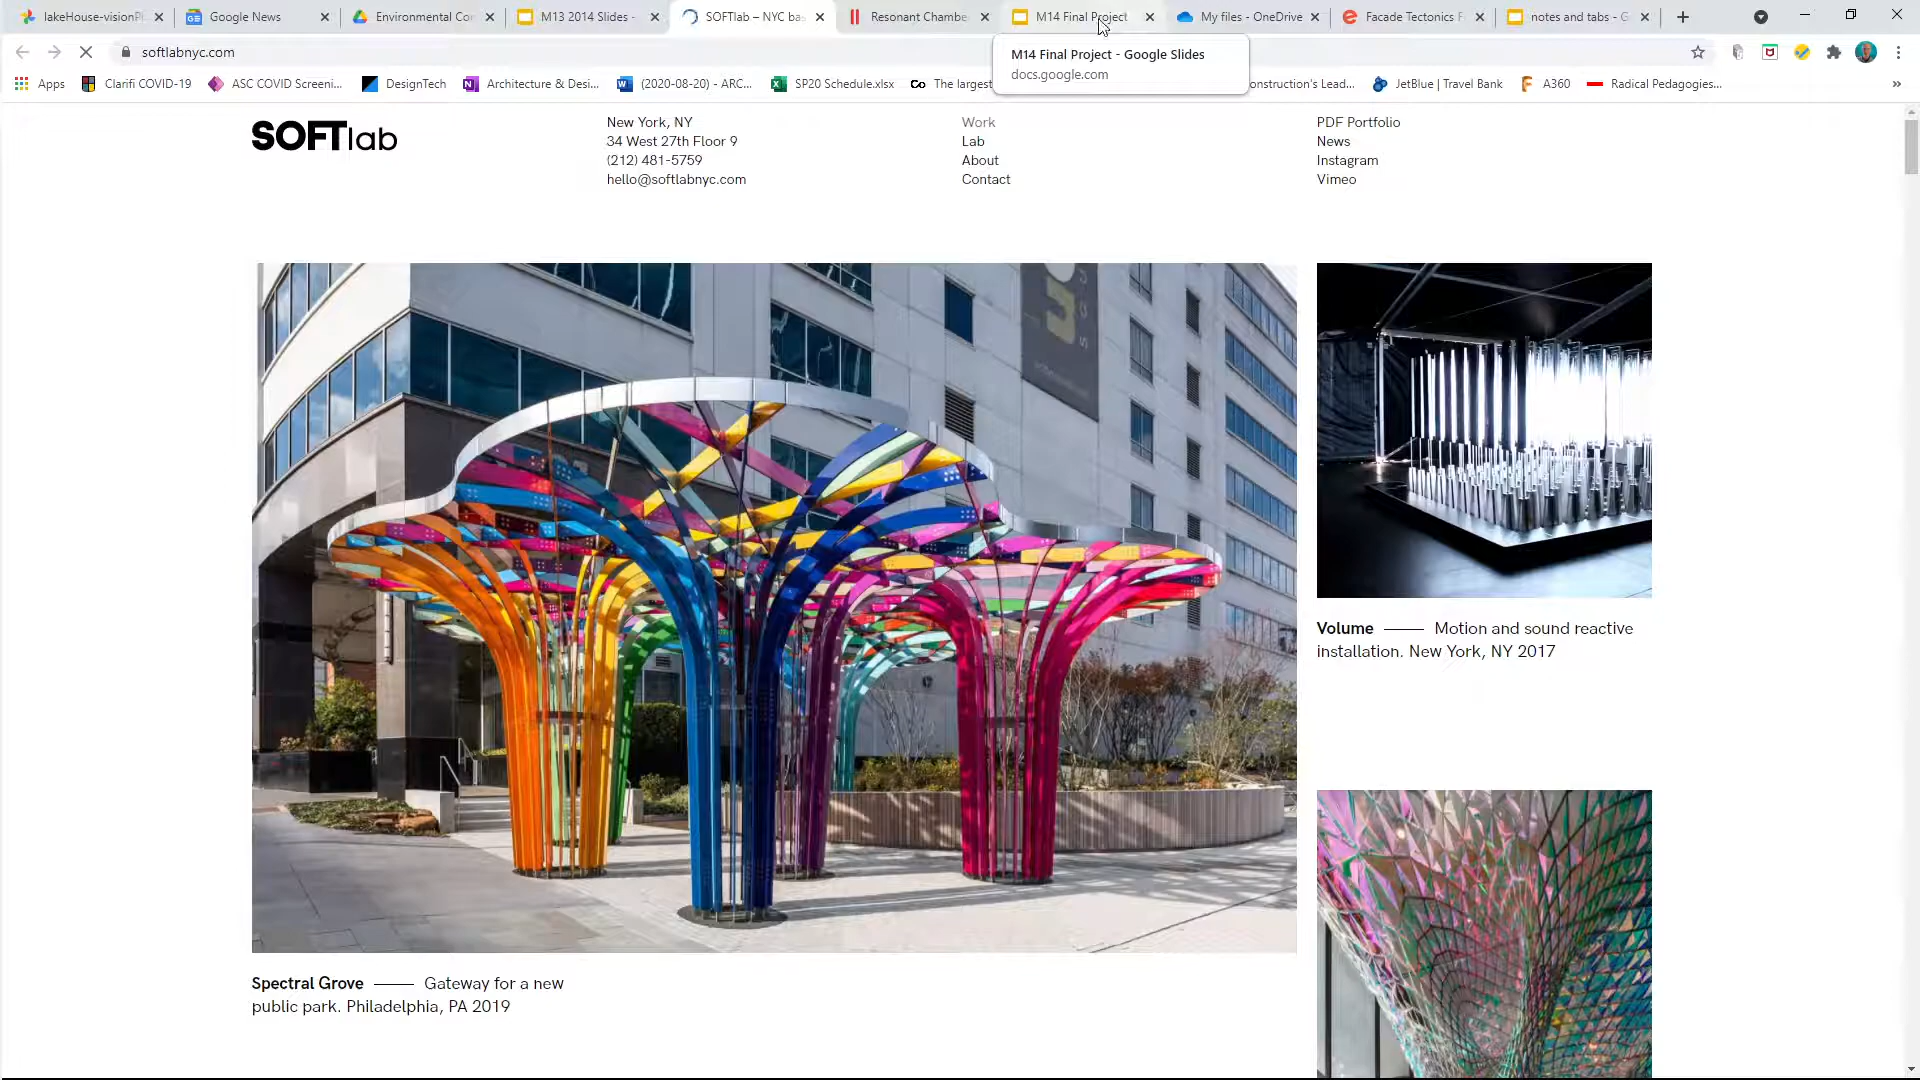 lakeHouse-visionPl
Google News
Environmental Cor
M13 2014 Slides -
SOFTlab – NYC ba
Resonant Chambe
M14 Final Project
My files - OneDrive
Facade Tectonics F
notes and tabs - G
softlabnyc.com
M14 Final Project - Google Slides
docs.google.com
Apps
Clarifi COVID-19
ASC COVID Screeni...
DesignTech
Architecture & Desi...
(2020-08-20) - ARC...
SP20 Schedule.xlsx
Co The largest
onstruction's Lead...
JetBlue | Travel Bank
A360
Radical Pedagogies...
»
SOFTlab
New York, NY
34 West 27th Floor 9
(212) 481-5759
hello@softlabnyc.com
Work
Lab
About
Contact
PDF Portfolio
News
Instagram
Vimeo
Volume —— Motion and sound reactive
installation. New York, NY 2017
Spectral Grove —— Gateway for a new
public park. Philadelphia, PA 2019